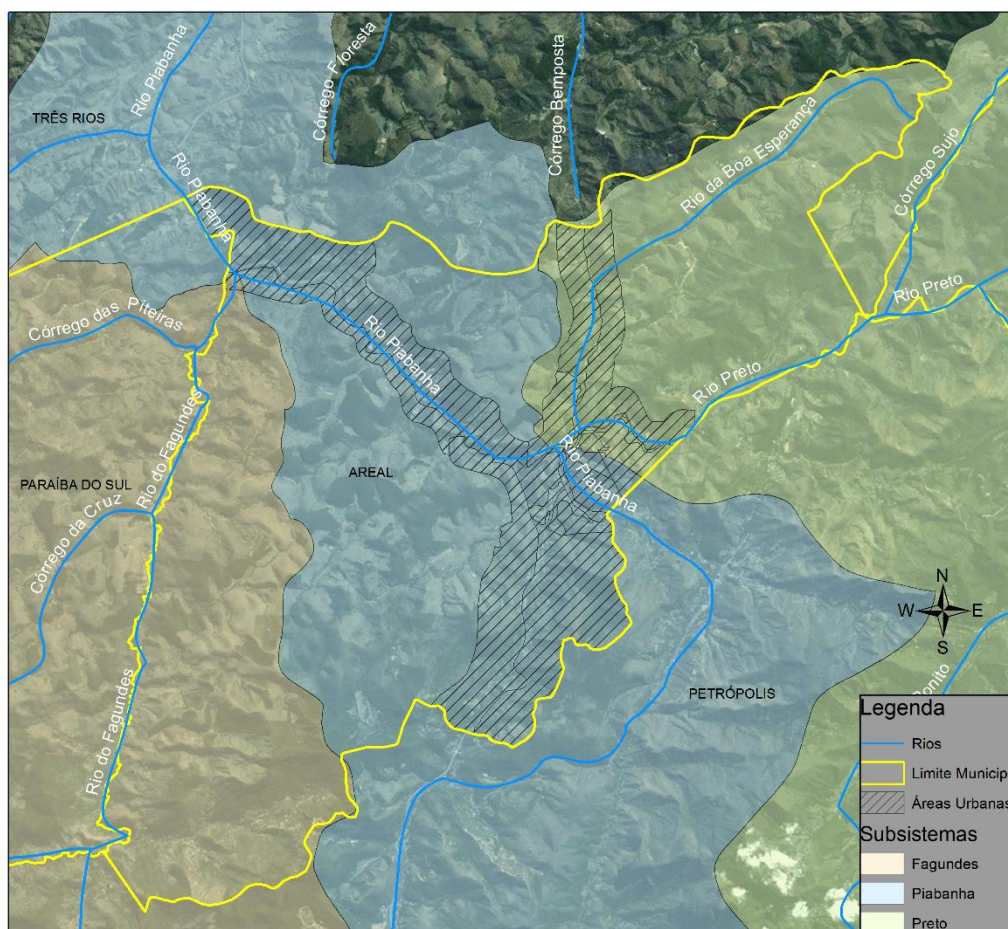 Rio Piabanha
Córrego Floresta
Córrego Bemposta
TRÊS RIOS
Rio da Boa Esperança
Córrego Sujo
Rio Piabanha
Rio Preto
Córrego das Piteiras
Rio Piabanha
Rio Preto
Rio do Fagundes
AREAL
Rio Piabanha
PARAÍBA DO SUL
Córrego da Cruz
N
W
E
S
PETRÓPOLIS
Bonito
Rio do Fagundes
Legenda
Rios
Limite Municip
Áreas Urbanas
Subsistemas
Fagundes
Piabanha
Preto